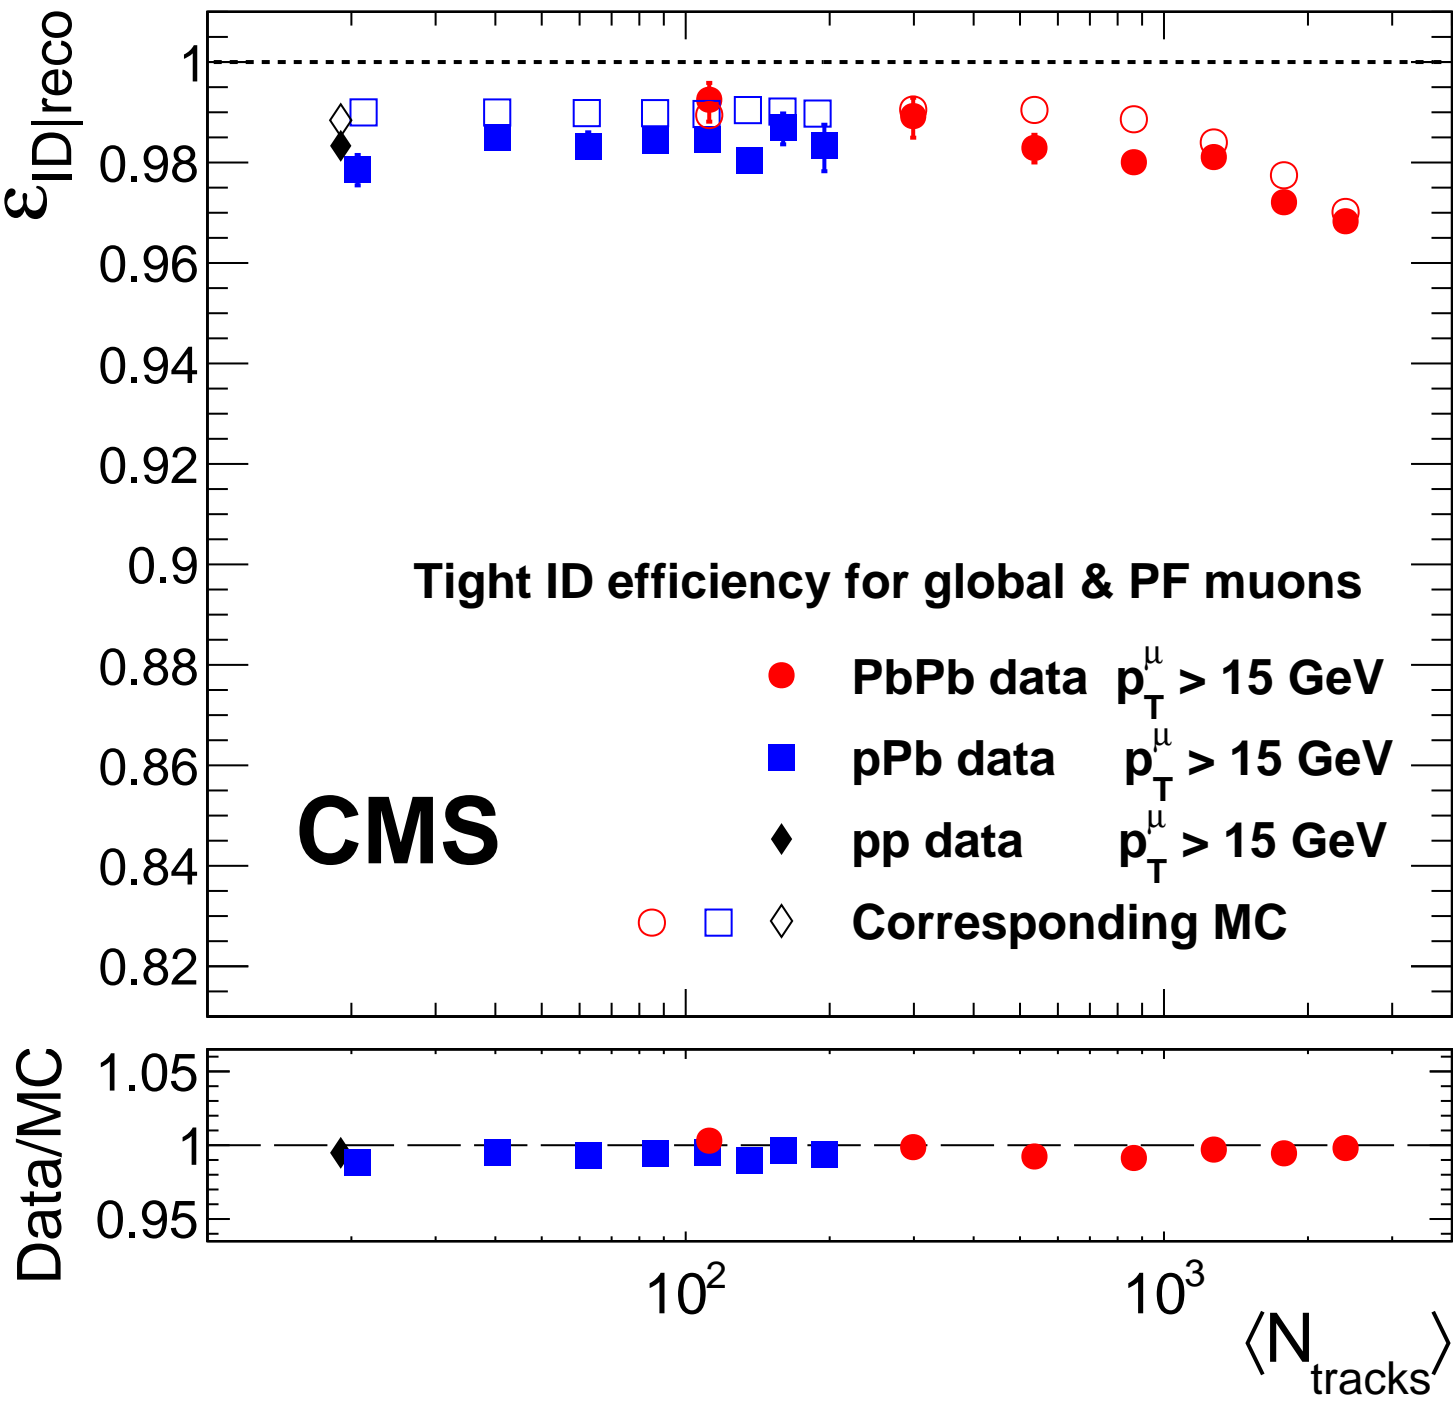 ε_ID|reco
1
0.98
0.96
0.94
0.92
0.9
0.88
0.86
0.84
0.82
Tight ID efficiency for global & PF muons
PbPb data p_T^μ > 15 GeV
pPb data p_T^μ > 15 GeV
pp data p_T^μ > 15 GeV
Corresponding MC
CMS
Data/MC
1.05
1
0.95
10^2 10^3
⟨N_tracks⟩